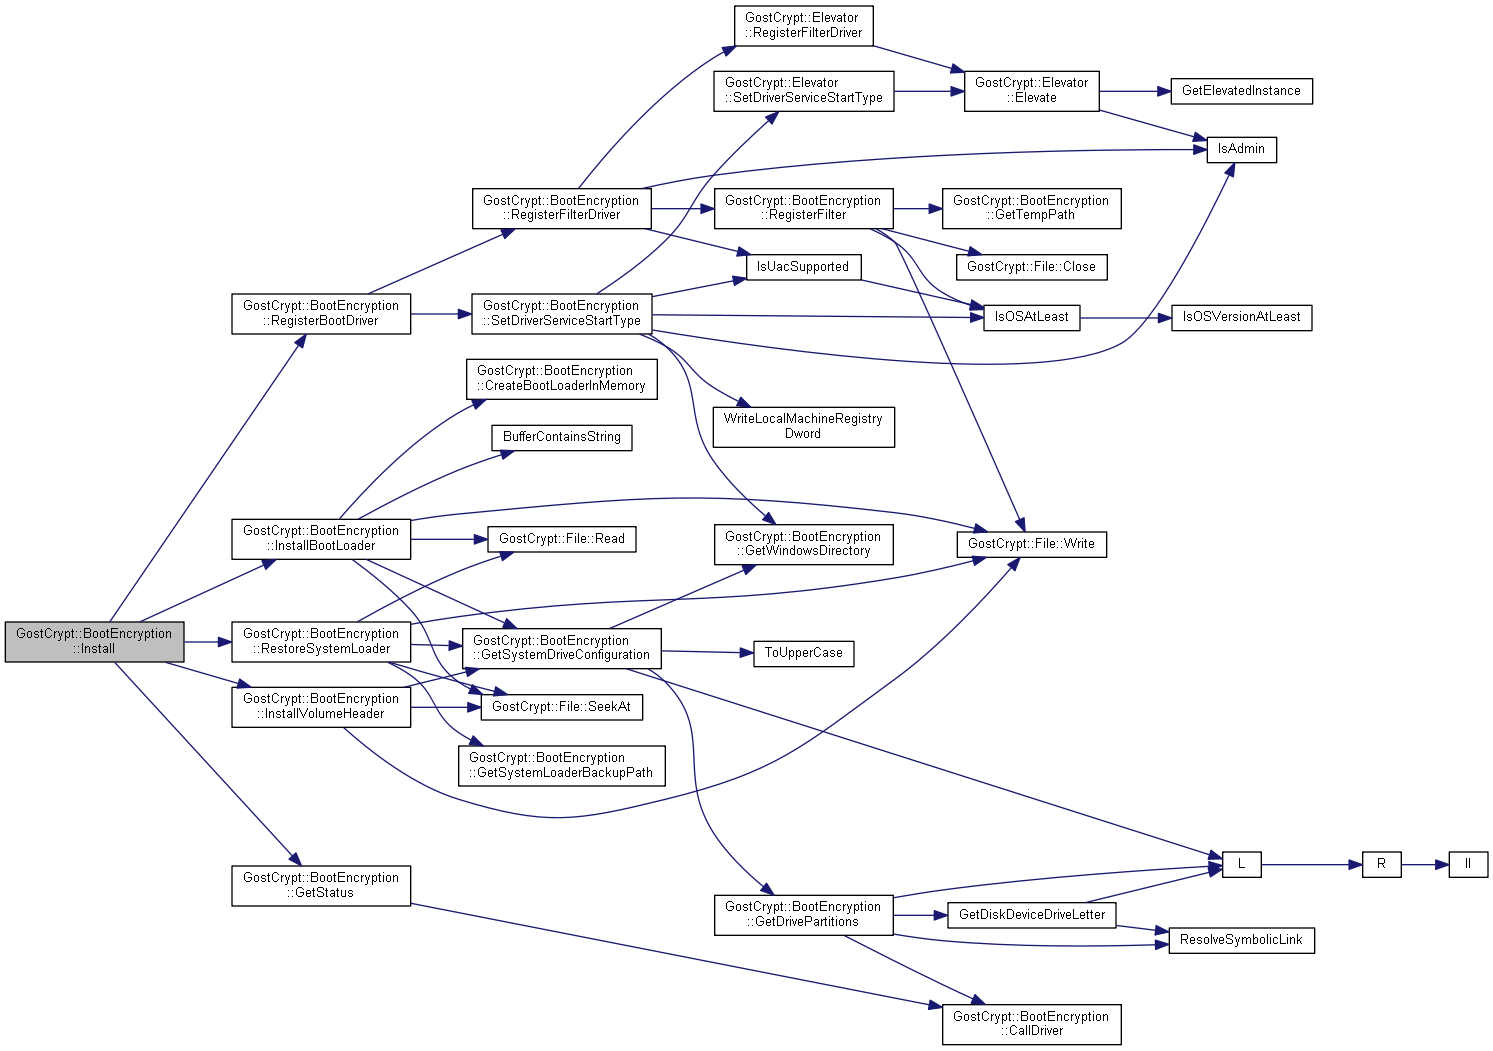 GostCrypt::Elevator
::RegisterFilterDriver
GostCrypt::Elevator
::SetDriverServiceStartType
GostCrypt::Elevator
::Elevate
GetElevatedInstance
IsAdmin
GostCrypt::BootEncryption
::RegisterFilterDriver
GostCrypt::BootEncryption
::RegisterFilter
GostCrypt::BootEncryption
::GetTempPath
IsUacSupported
GostCrypt::File::Close
GostCrypt::BootEncryption
::RegisterBootDriver
GostCrypt::BootEncryption
::SetDriverServiceStartType
IsOSAtLeast
IsOSVersionAtLeast
GostCrypt::BootEncryption
::CreateBootLoaderInMemory
WriteLocalMachineRegistry
Dword
BufferContainsString
GostCrypt::BootEncryption
::InstallBootLoader
GostCrypt::File::Read
GostCrypt::BootEncryption
::GetWindowsDirectory
GostCrypt::File::Write
GostCrypt::BootEncryption
::Install
GostCrypt::BootEncryption
::RestoreSystemLoader
GostCrypt::BootEncryption
::GetSystemDriveConfiguration
ToUpperCase
GostCrypt::BootEncryption
::InstallVolumeHeader
GostCrypt::File::SeekAt
GostCrypt::BootEncryption
::GetSystemLoaderBackupPath
GostCrypt::BootEncryption
::GetStatus
L
R
GostCrypt::BootEncryption
::GetDrivePartitions
GetDiskDeviceDriveLetter
ResolveSymbolicLink
GostCrypt::BootEncryption
::CallDriver